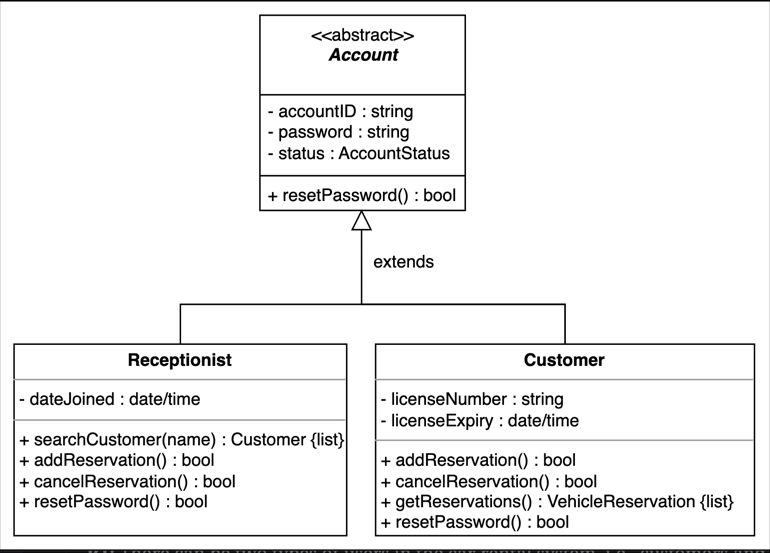 <<abstract>>
Account
- accountID : string
- password : string
- status : AccountStatus
+ resetPassword() : bool
extends
Receptionist
- dateJoined : date/time
+ searchCustomer(name) : Customer {list}
+ addReservation() : bool
+ cancelReservation() : bool
+ resetPassword() : bool
Customer
- licenseNumber : string
- licenseExpiry : date/time
+ addReservation() : bool
+ cancelReservation() : bool
+ getReservations() : VehicleReservation {list}
+ resetPassword() : bool